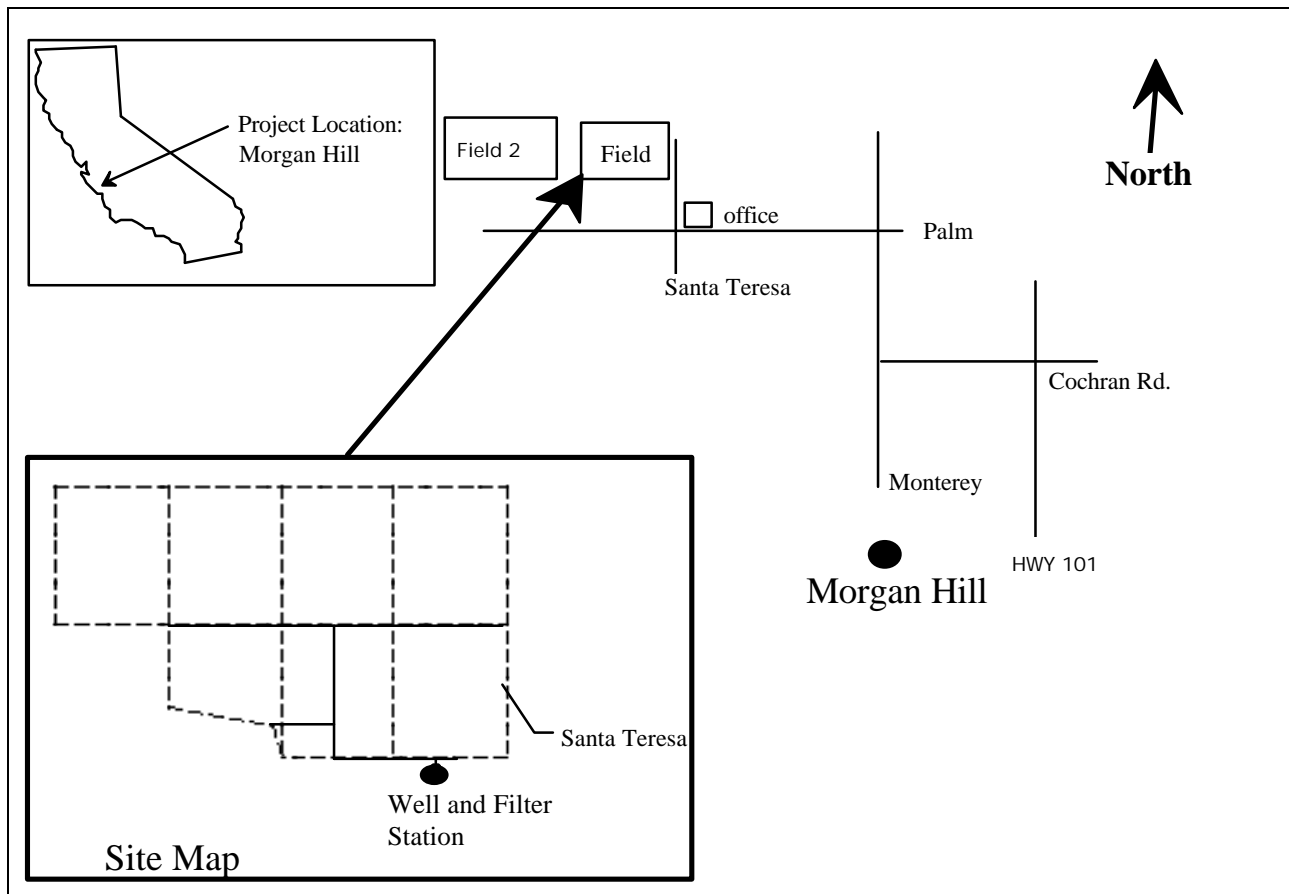 Project Location:
Morgan Hill
Field 2
Field
North
office
Palm
Santa Teresa
Cochran Rd.
Monterey
HWY 101
Morgan Hill
Santa Teresa
Well and Filter
Station
Site Map